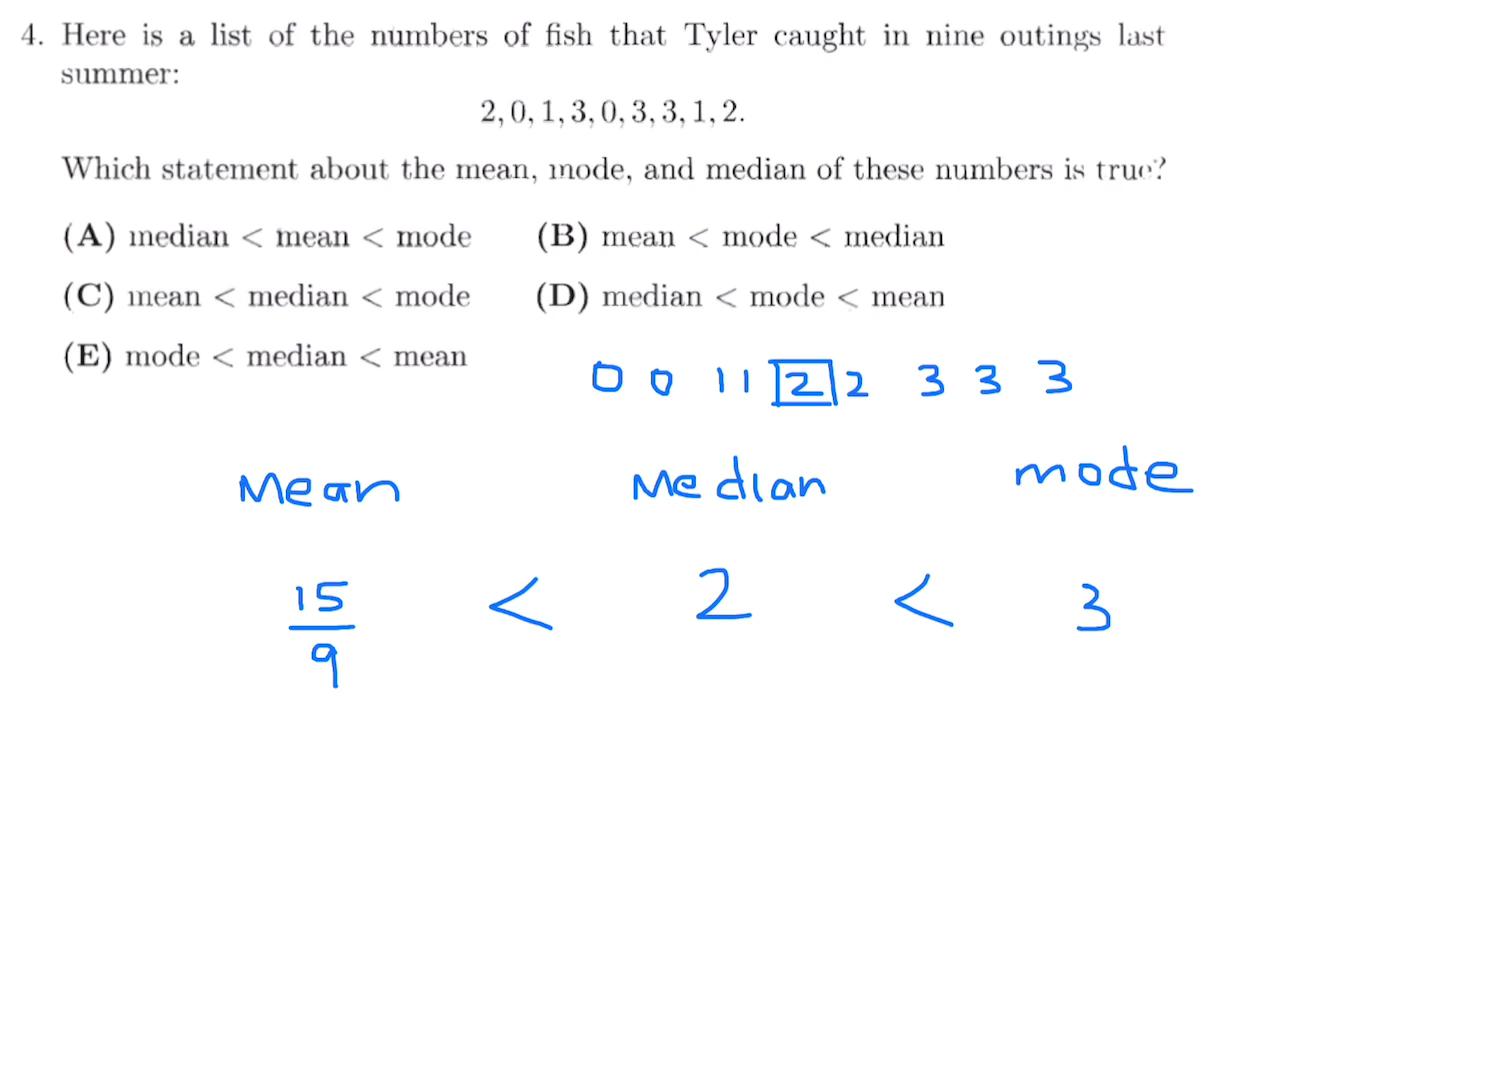 4. Here is a list of the numbers of fish that Tyler caught in nine outings last
summer:
2, 0, 1, 3, 0, 3, 3, 1, 2.
Which statement about the mean, mode, and median of these numbers is true?
(A) median < mean < mode (B) mean < mode < median
(C) mean < median < mode (D) median < mode < mean
(E) mode < median < mean
0 0 1 1 2 2 3 3 3
Mean Median mode
15/9 < 2 < 3